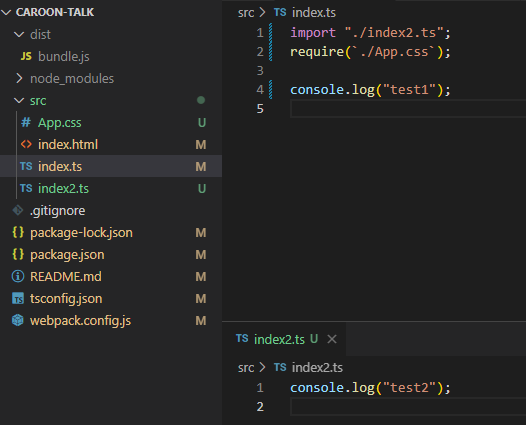 CAROON-TALK
dist
JS bundle.js
node_modules
src
# App.css U
<> index.html M
TS index.ts M
TS index2.ts U
.gitignore
{} package-lock.json M
{} package.json M
README.md M
TS tsconfig.json M
webpack.config.js M
src > TS index.ts
1 import "./index2.ts";
2 require(`./App.css`);
3
4 console.log("test1");
5
index2.ts U ×
src > TS index2.ts
1 console.log("test2");
2